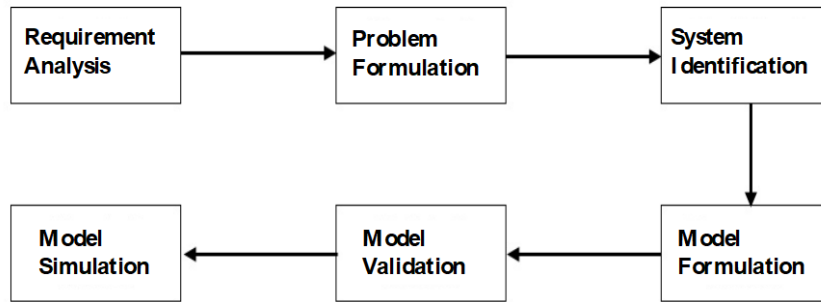 Requirement
Analysis
Problem
Formulation
System
Identification
Model
Simulation
Model
Validation
Model
Formulation